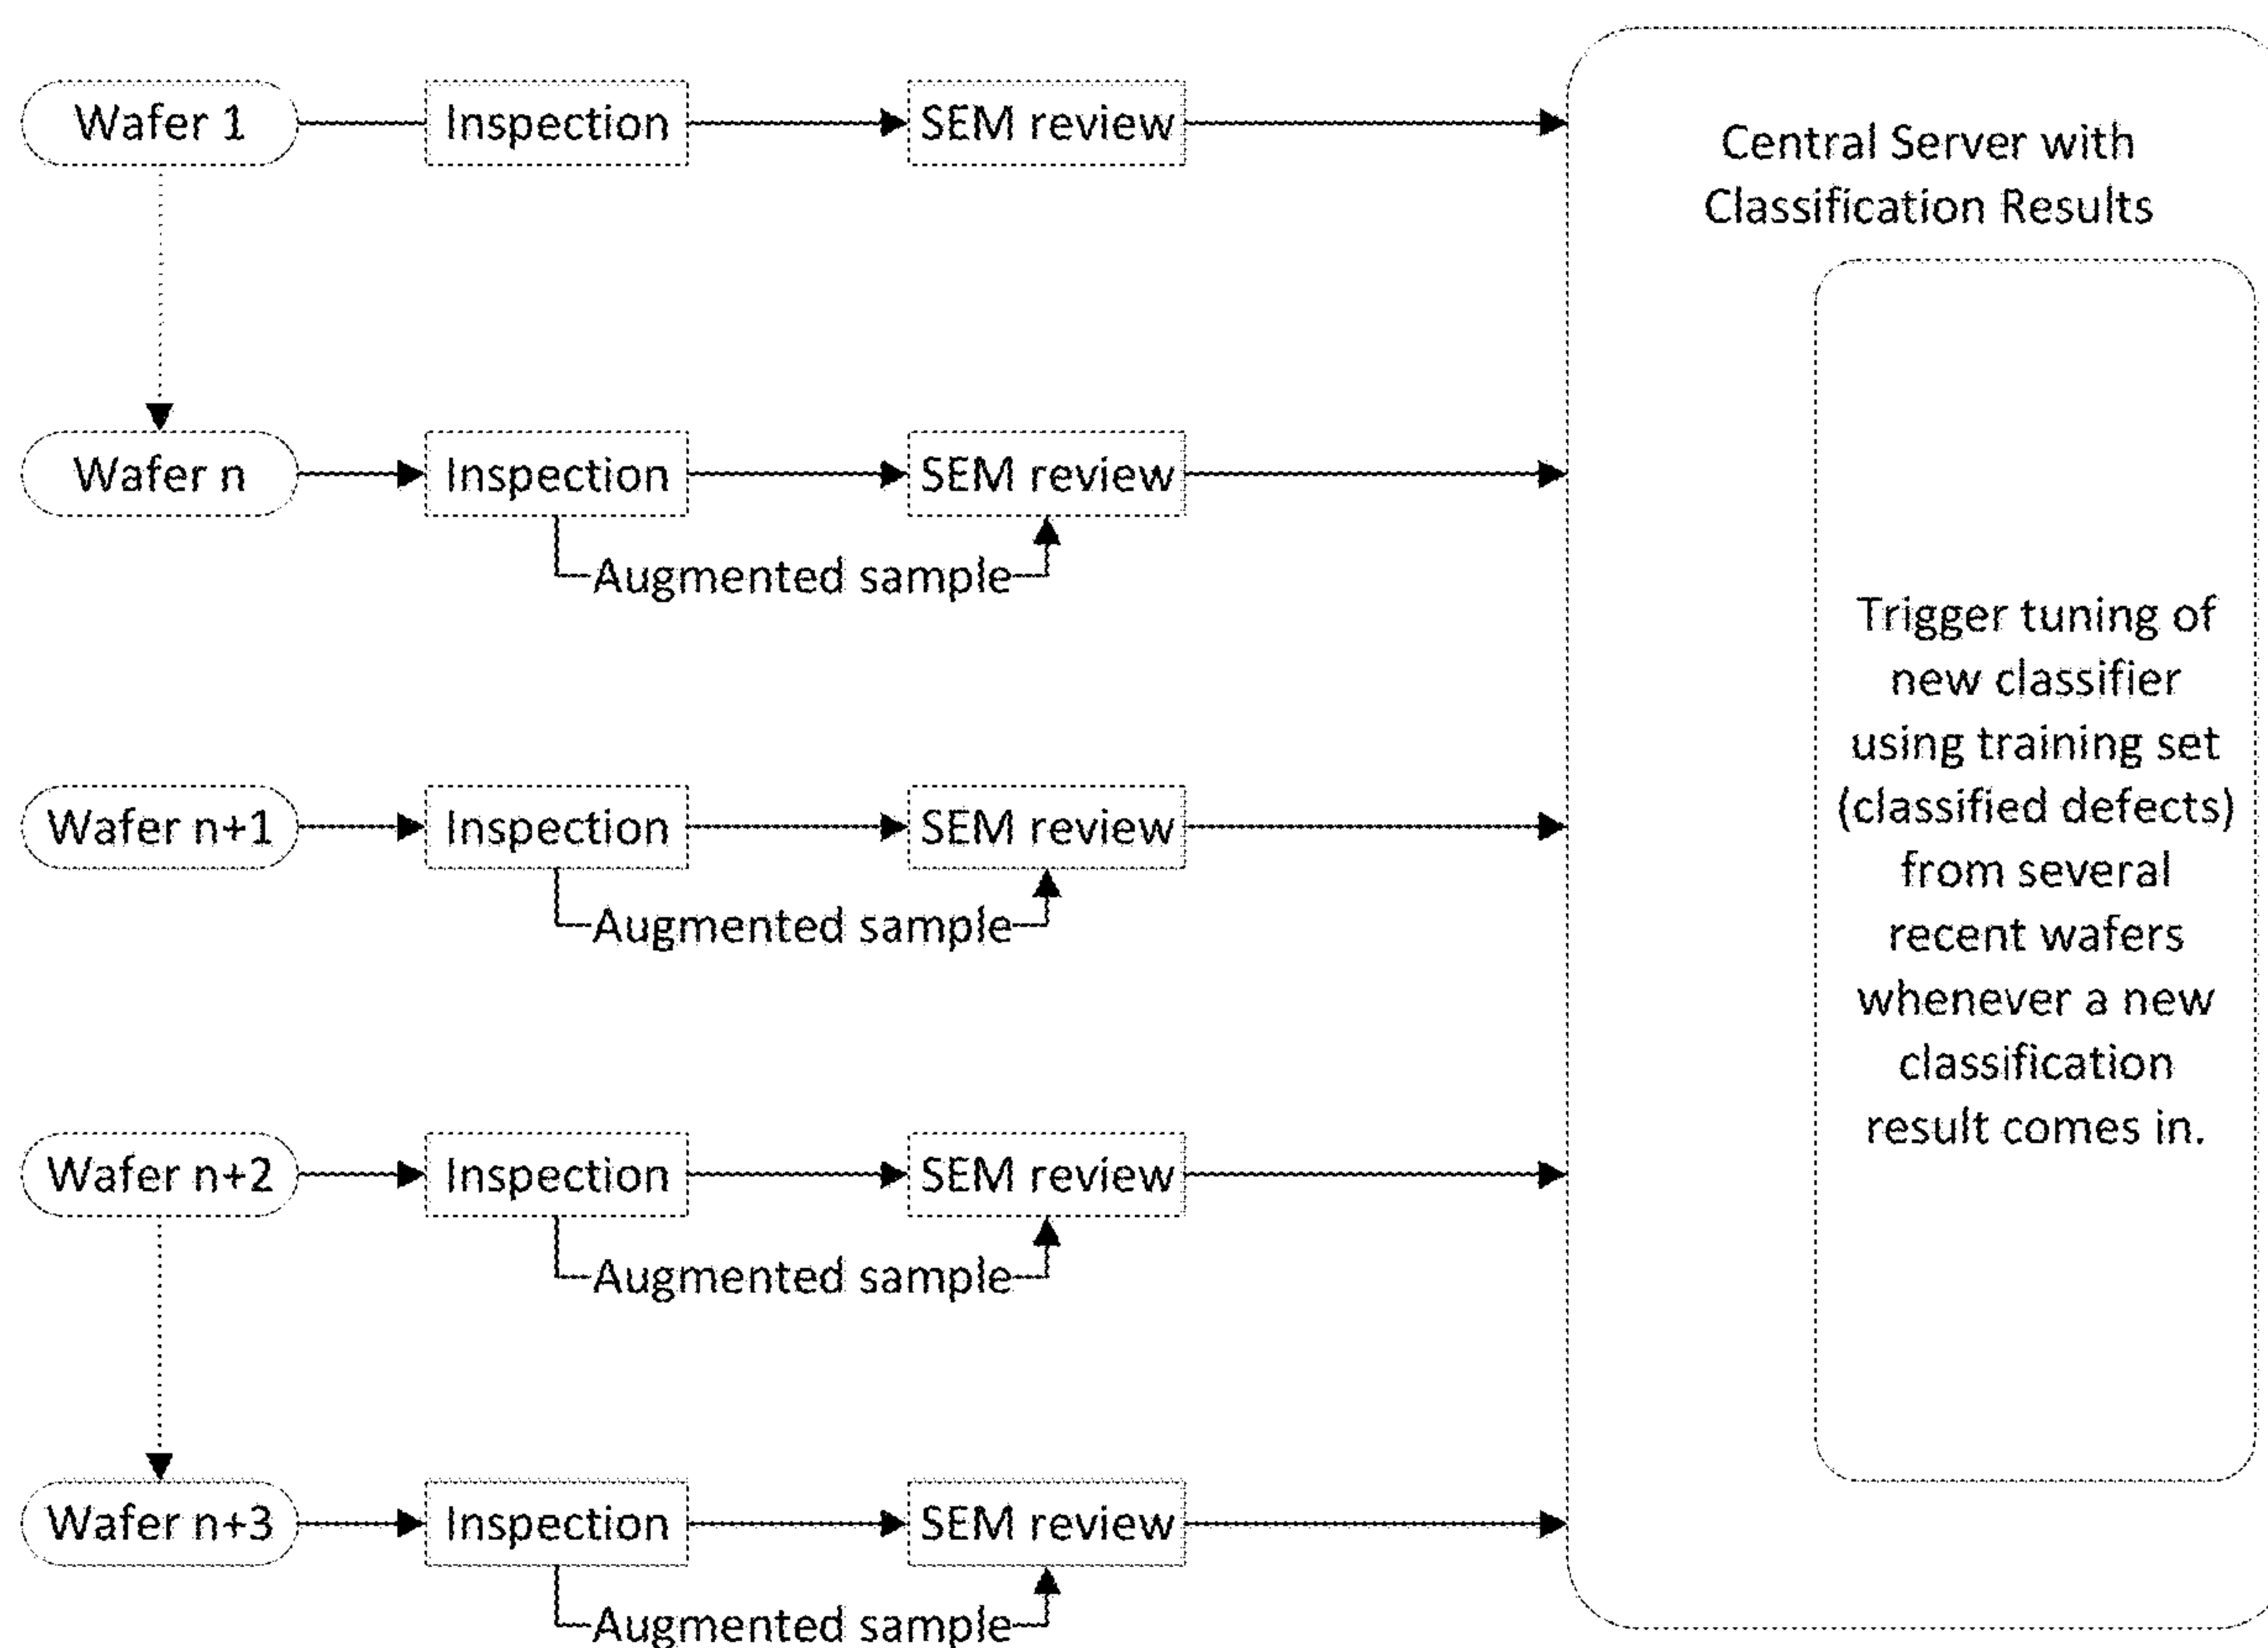 Wafer 1
Inspection
SEM review
Central Server with
Classification Results
Wafer n
Inspection
SEM review
Augmented sample
Trigger tuning of
new classifier
using training set
(classified defects)
from several
recent wafers
whenever a new
classification
result comes in.
Wafer n+1
Inspection
SEM review
Augmented sample
Wafer n+2
Inspection
SEM review
Augmented sample
Wafer n+3
Inspection
SEM review
Augmented sample